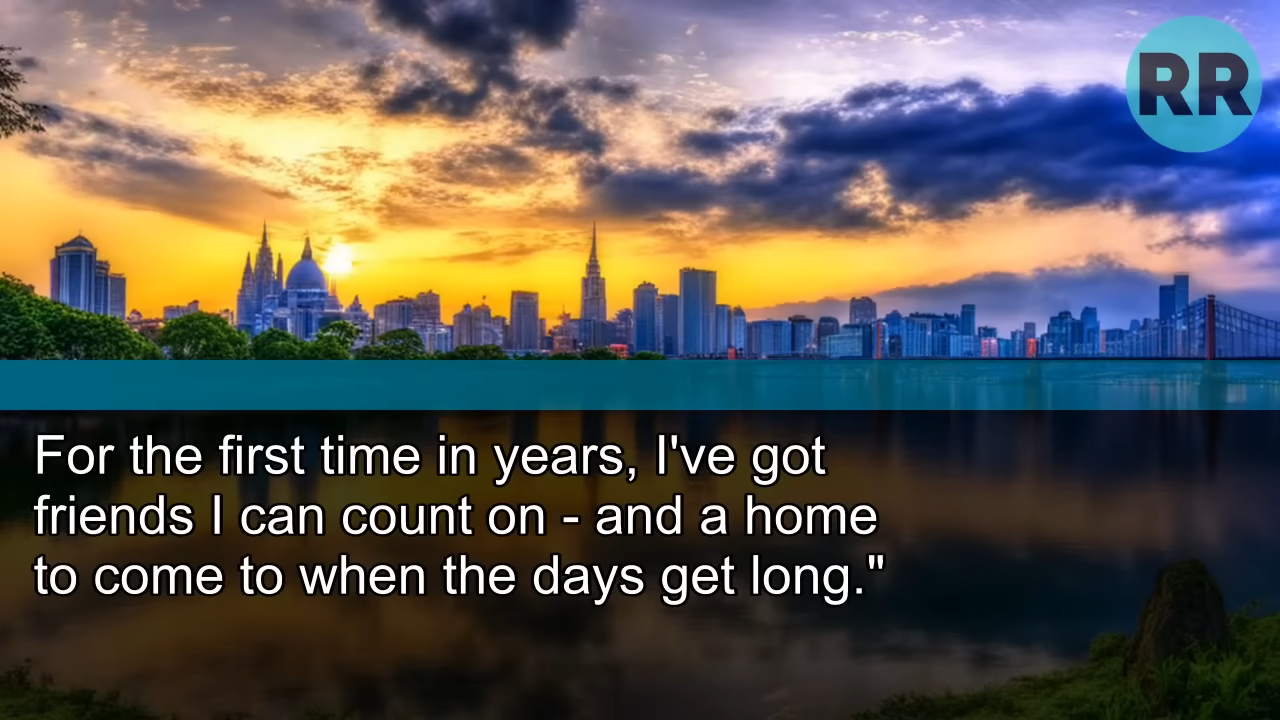 RR
For the first time in years, I've got
friends I can count on - and a home
to come to when the days get long."